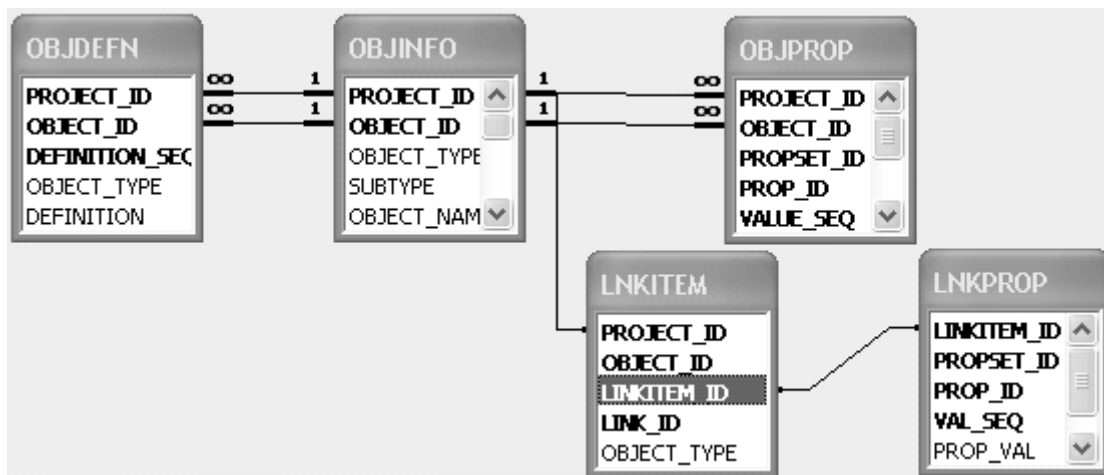 OBJDEFN
PROJECT_ID
OBJECT_ID
DEFINITION_SEQ
OBJECT_TYPE
DEFINITION
∞ 1
∞ 1
OBJINFO
PROJECT_ID
OBJECT_ID
OBJECT_TYPE
SUBTYPE
OBJECT_NAM
1 ∞
1 ∞
OBJPROP
PROJECT_ID
OBJECT_ID
PROPSET_ID
PROP_ID
VALUE_SEQ
LNKITEM
PROJECT_ID
OBJECT_ID
LINKITEM_ID
LINK_ID
OBJECT_TYPE
LNKPROP
LINKITEM_ID
PROPSET_ID
PROP_ID
VAL_SEQ
PROP_VAL